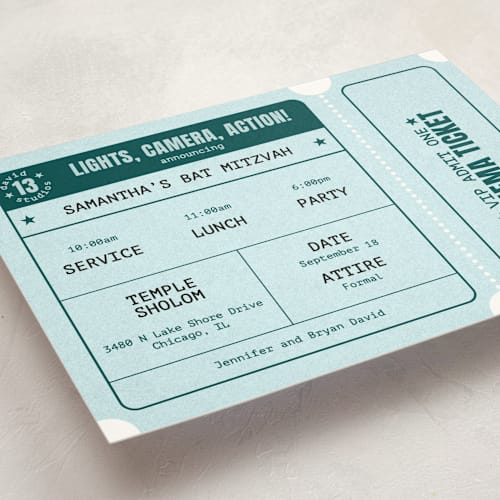 david
13
studios
LIGHTS, CAMERA, ACTION!
announcing
SAMANTHA'S BAT MITZVAH
10:00am
SERVICE
11:00am
LUNCH
6:00pm
PARTY
TEMPLE
SHOLOM
3480 N Lake Shore Drive
Chicago, IL
DATE
September 18
ATTIRE
Formal
Jennifer and Bryan David
VIP ADMIT ONE
TICKET